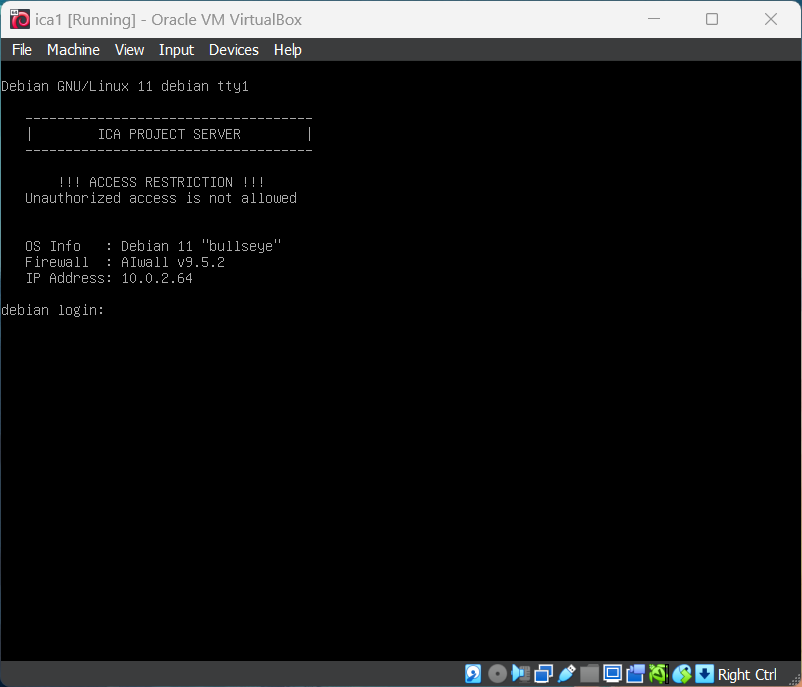 ica1 [Running] - Oracle VM VirtualBox
File Machine View Input Devices Help
Debian GNU/Linux 11 debian tty1
------------------------------------
| ICA PROJECT SERVER |
------------------------------------
!!! ACCESS RESTRICTION !!!
Unauthorized access is not allowed
OS Info : Debian 11 "bullseye"
Firewall : AIwall v9.5.2
IP Address: 10.0.2.64
debian login:
Right Ctrl